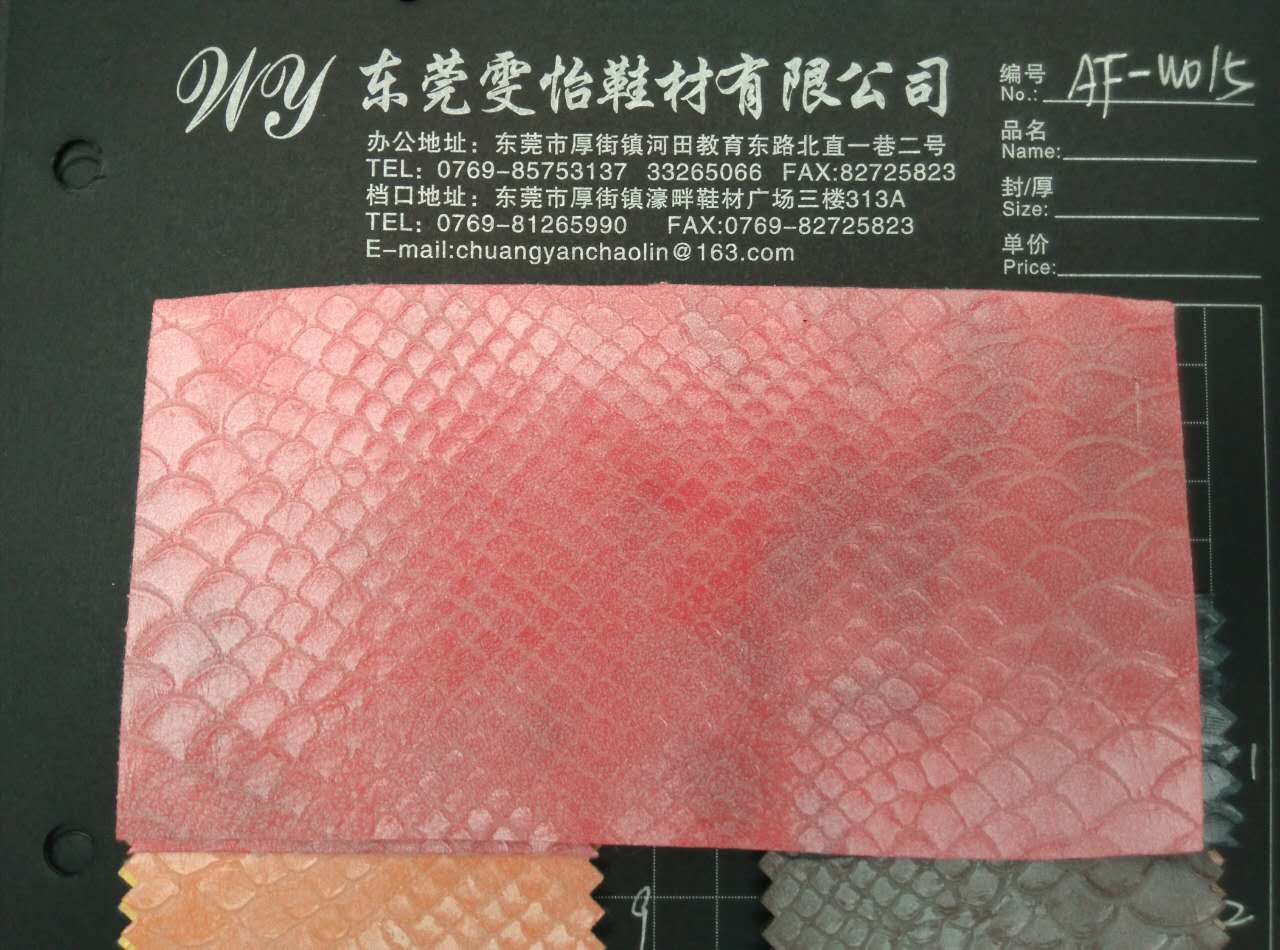 WY 东莞雯怡鞋材有限公司
办公地址：东莞市厚街镇河田教育东路北直一巷二号
TEL：0769-85753137 33265066 FAX:82725823
档口地址：东莞市厚街镇濠畔鞋材广场三楼313A
TEL：0769-81265990 FAX:0769-82725823
E-mail:chuangyanchaolin@163.com
编号
No.: AF-W015
品名
Name:
封/厚
Size:
单价
Price:
1
9
2